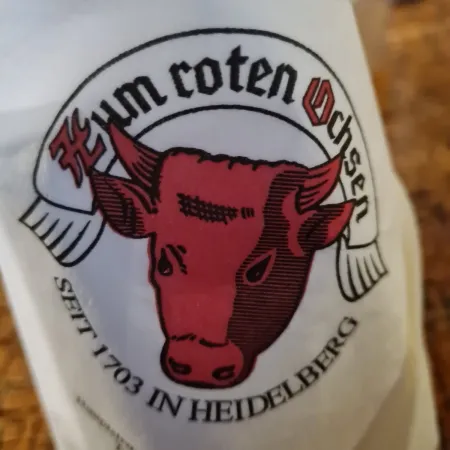 Zum roten Ochsen
SEIT 1703 IN HEIDELBERG